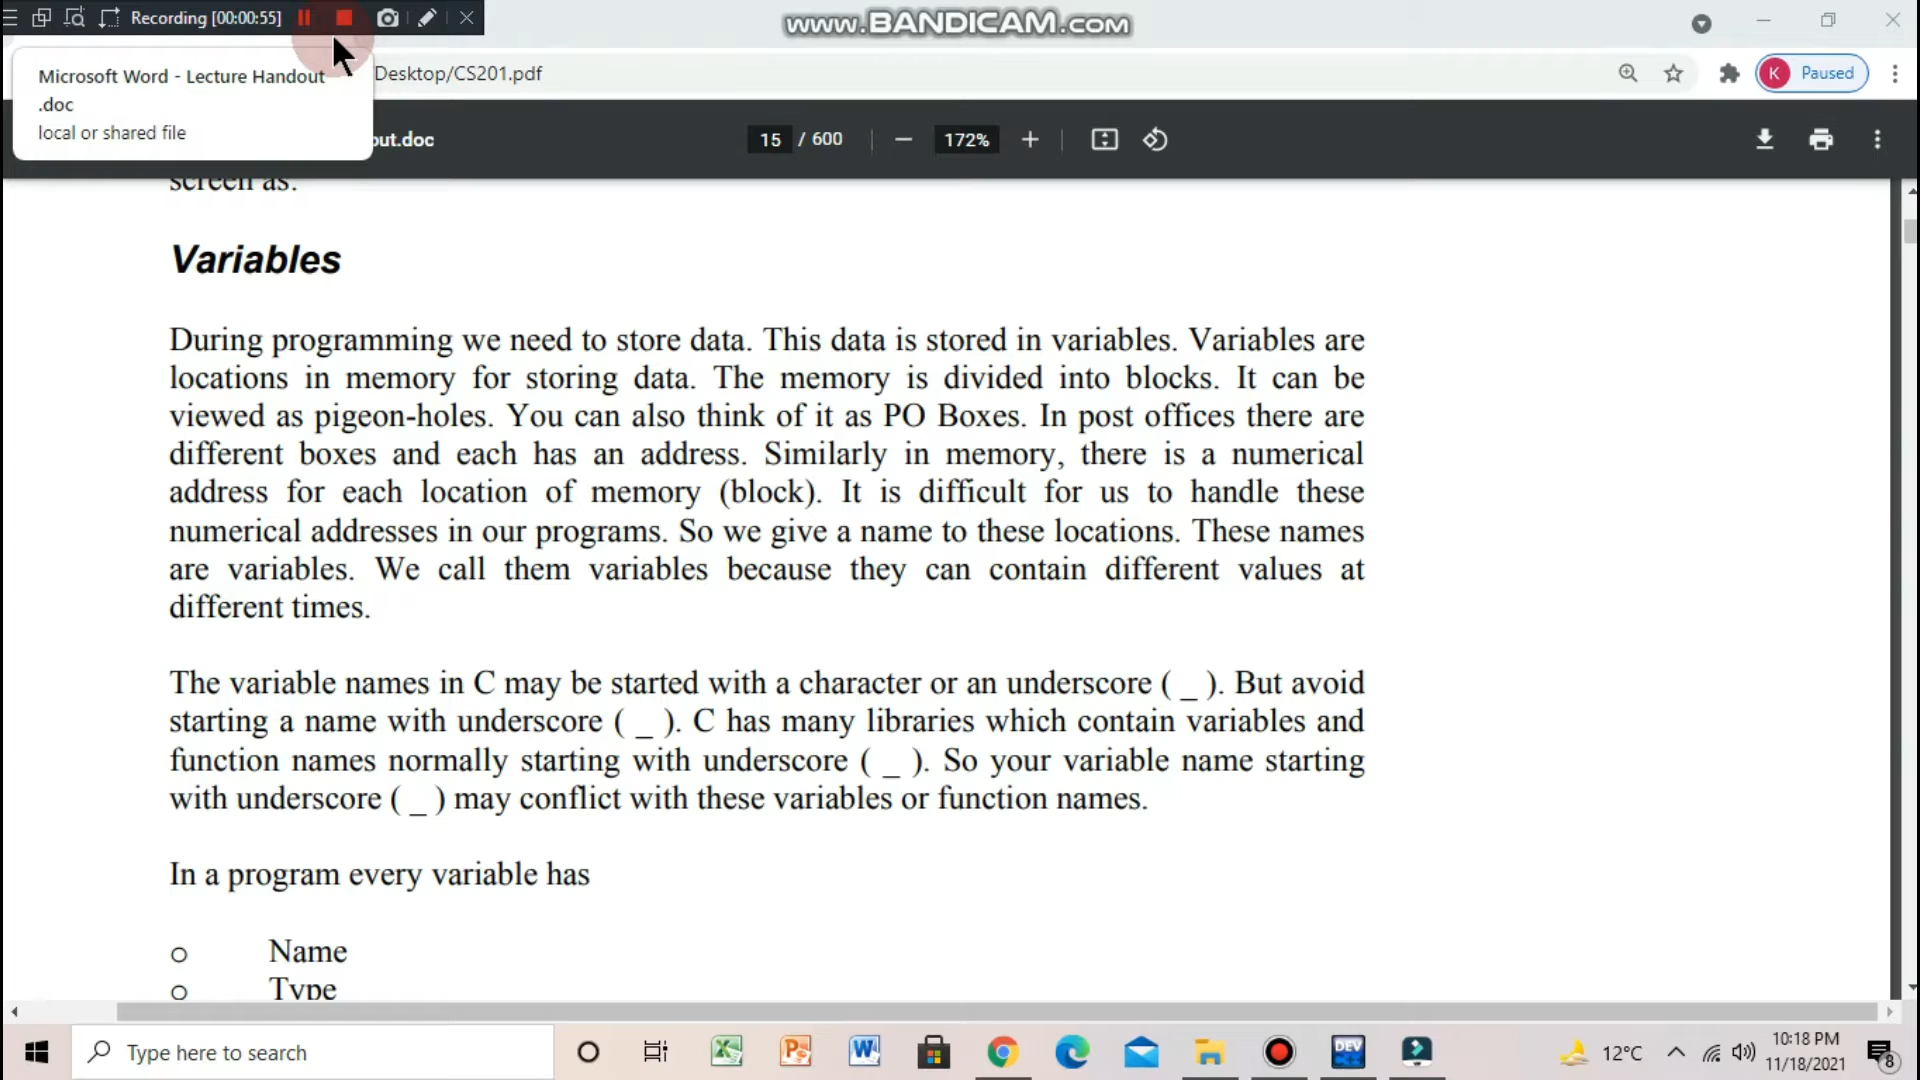 Recording [00:00:55]
www.BANDICAM.com
Microsoft Word - Lecture Handout
.doc
local or shared file
Desktop/CS201.pdf
K Paused
out.doc
15 / 600
172%
screen as:
Variables
During programming we need to store data. This data is stored in variables. Variables are
locations in memory for storing data. The memory is divided into blocks. It can be
viewed as pigeon-holes. You can also think of it as PO Boxes. In post offices there are
different boxes and each has an address. Similarly in memory, there is a numerical
address for each location of memory (block). It is difficult for us to handle these
numerical addresses in our programs. So we give a name to these locations. These names
are variables. We call them variables because they can contain different values at
different times.
The variable names in C may be started with a character or an underscore ( _ ). But avoid
starting a name with underscore ( _ ). C has many libraries which contain variables and
function names normally starting with underscore ( _ ). So your variable name starting
with underscore ( _ ) may conflict with these variables or function names.
In a program every variable has
o Name
o Type
Type here to search
DEV
12°C
10:18 PM
11/18/2021
8